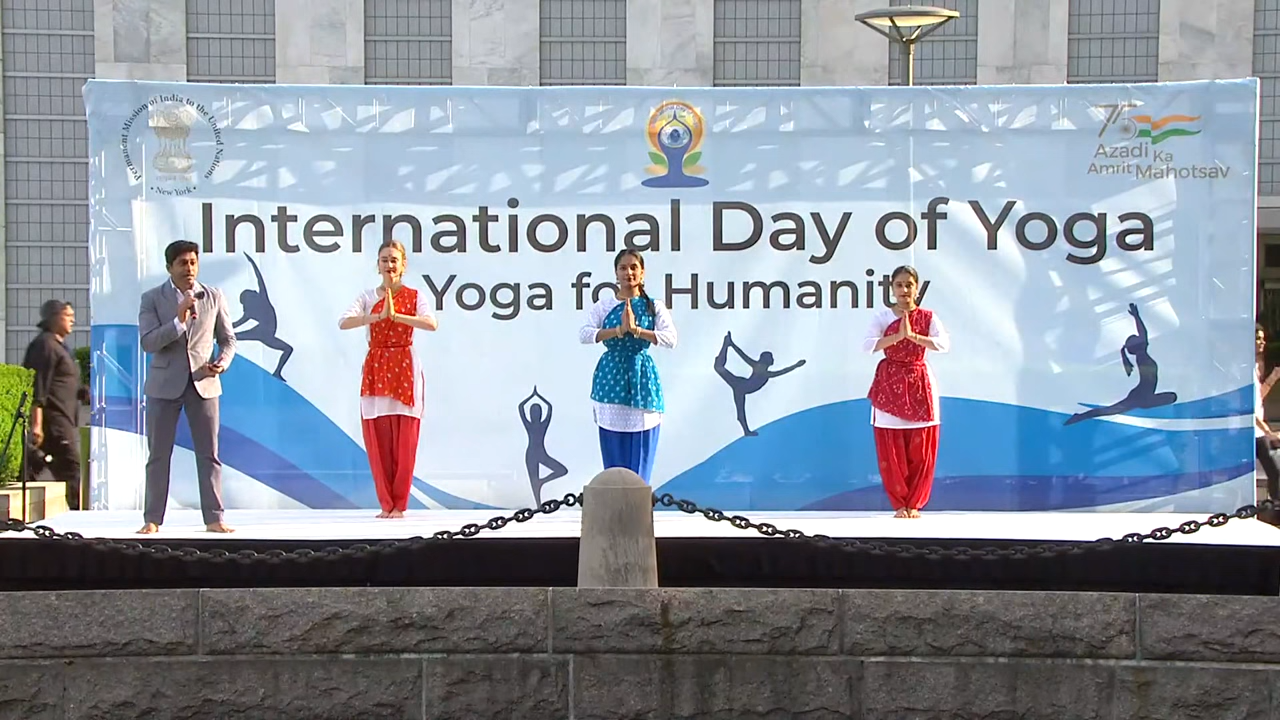 Permanent Mission of India to the United Nations
• New York •
75
Azadi Ka
Amrit Mahotsav
International Day of Yoga
Yoga for Humanity